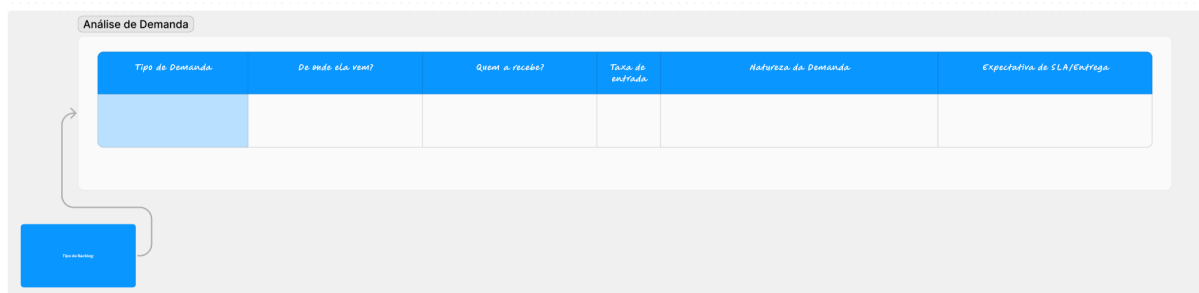 Análise de Demanda
Tipo de Demanda De onde ela vem? Quem a recebe? Taxa de entrada Natureza da Demanda Expectativa de SLA/Entrega
Tipo do Backlog: